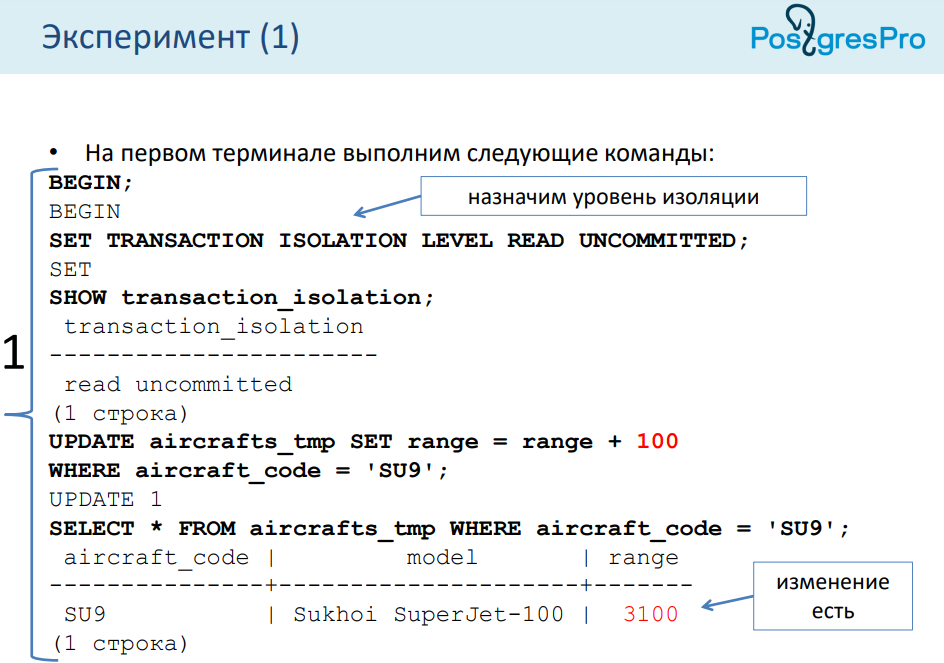 Эксперимент (1)
PostgresPro
• На первом терминале выполним следующие команды:
BEGIN;
назначим уровень изоляции
BEGIN
SET TRANSACTION ISOLATION LEVEL READ UNCOMMITTED;
SET
SHOW transaction_isolation;
transaction_isolation
-----------------------
read uncommitted
(1 строка)
1
UPDATE aircrafts_tmp SET range = range + 100
WHERE aircraft_code = 'SU9';
UPDATE 1
SELECT * FROM aircrafts_tmp WHERE aircraft_code = 'SU9';
aircraft_code | model | range
---------------+---------------------+-------
изменение
есть
SU9 | Sukhoi SuperJet-100 | 3100
(1 строка)